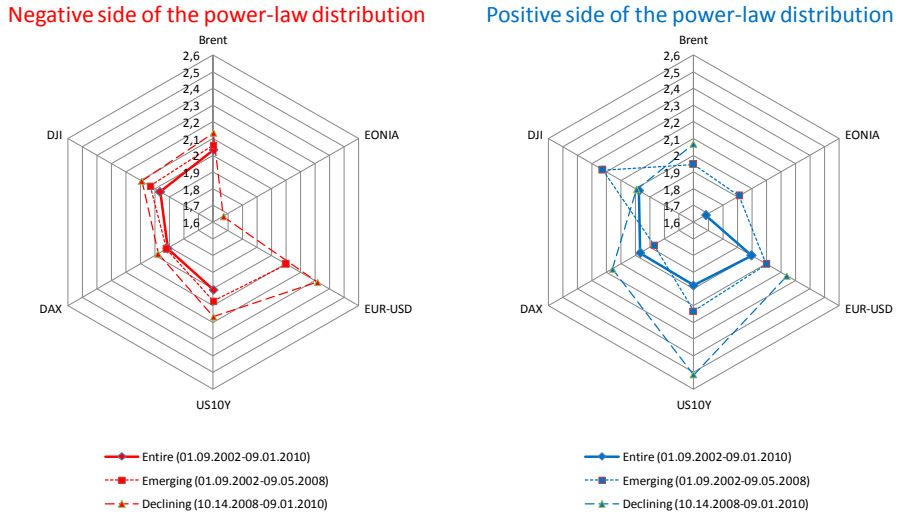 Negative side of the power-law distribution
Brent
2,6
2,5
2,4
2,3
2,2
2,1
2
1,9
1,8
1,7
1,6
EONIA
EUR-USD
US10Y
DAX
DJI
Entire (01.09.2002-09.01.2010)
Emerging (01.09.2002-09.05.2008)
Declining (10.14.2008-09.01.2010)
Positive side of the power-law distribution
Brent
2,6
2,5
2,4
2,3
2,2
2,1
2
1,9
1,8
1,7
1,6
EONIA
EUR-USD
US10Y
DAX
DJI
Entire (01.09.2002-09.01.2010)
Emerging (01.09.2002-09.05.2008)
Declining (10.14.2008-09.01.2010)